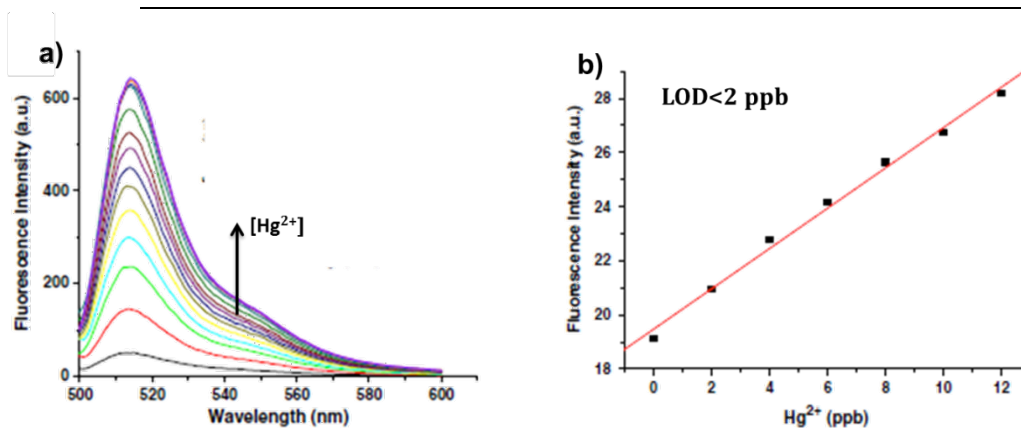 a)
600
400
200
0
Fluorescence Intensity (a.u.)
[Hg²⁺]
500 520 540 560 580 600
Wavelength (nm)
b)
LOD<2 ppb
28
26
24
22
20
18
Fluorescence Intensity (a.u.)
0 2 4 6 8 10 12
Hg²⁺ (ppb)